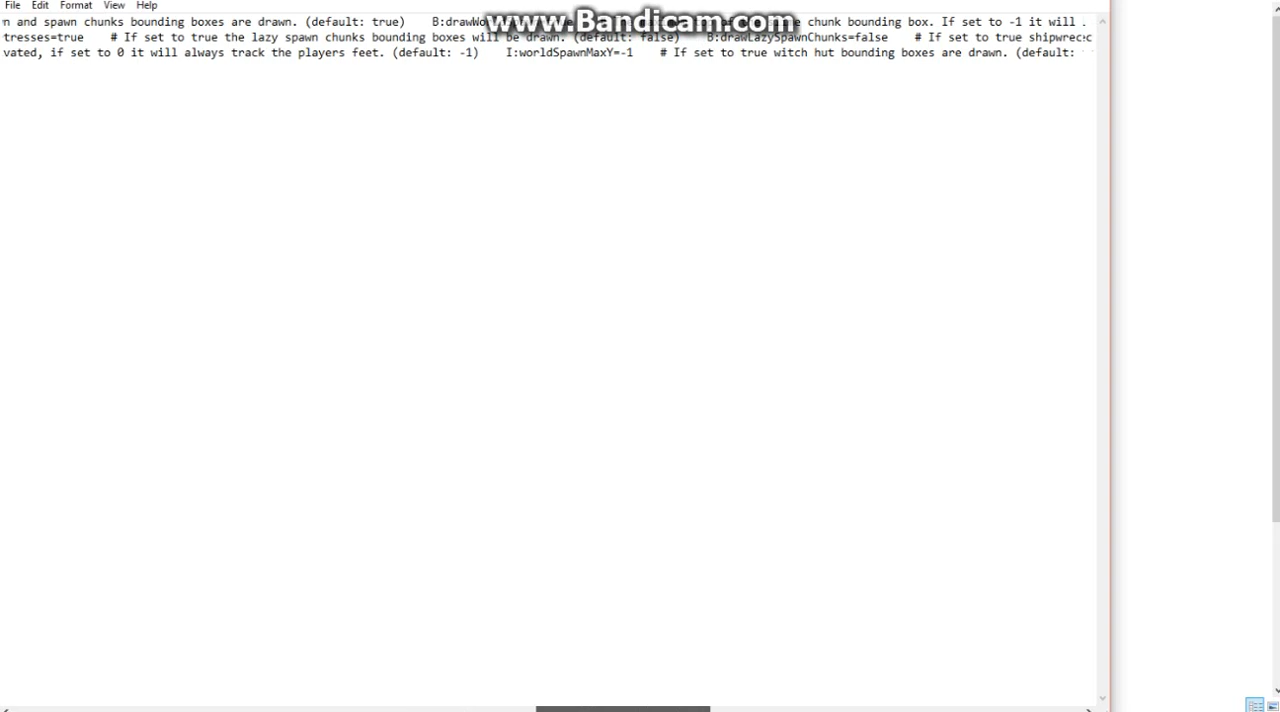 File Edit Format View Help
www.Bandicam.com
n and spawn chunks bounding boxes are drawn. (default: true) B:drawWo chunk bounding box. If set to -1 it will .
tresses=true # If set to true the lazy spawn chunks bounding boxes will be drawn. (default: false) B:drawLazySpawnChunks=false # If set to true shipwrec
vated, if set to 0 it will always track the players feet. (default: -1) I:worldSpawnMaxY=-1 # If set to true witch hut bounding boxes are drawn. (default: